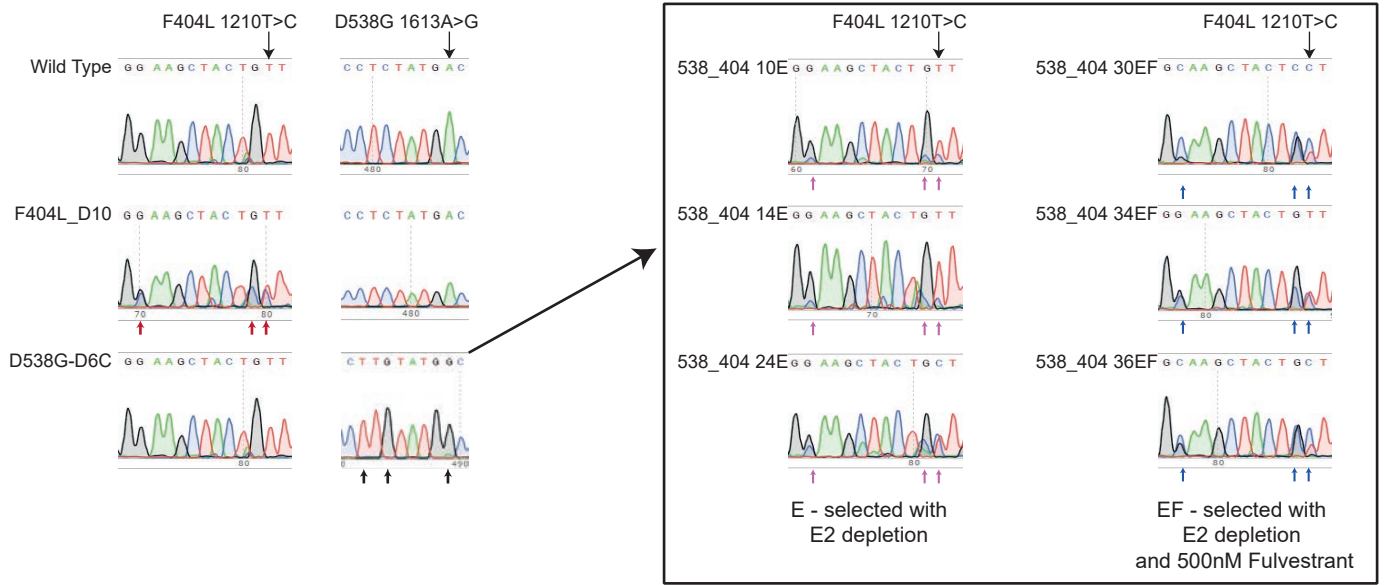 F404L 1210T>C D538G 1613A>G
Wild Type GGAAGCTACTGTT CCTCTATGAC
80 480
F404L_D10 GGAAGCTACTGTT CCTCTATGAC
70 80 480
D538G-D6C GGAAGCTACTGTT CTTGTATGGC
80 0 490
F404L 1210T>C F404L 1210T>C
538_404 10E GGAAGCTACTGTT 538_404 30EF GCAAGCTACTCCT
60 70 80
538_404 14E GGAAGCTACTGTT 538_404 34EF GGAAGCTACTGTT
70 80
538_404 24E GGAAGCTACTGCT 538_404 36EF GCAAGCTACTGCT
80 80
E - selected with
E2 depletion
EF - selected with
E2 depletion
and 500nM Fulvestrant